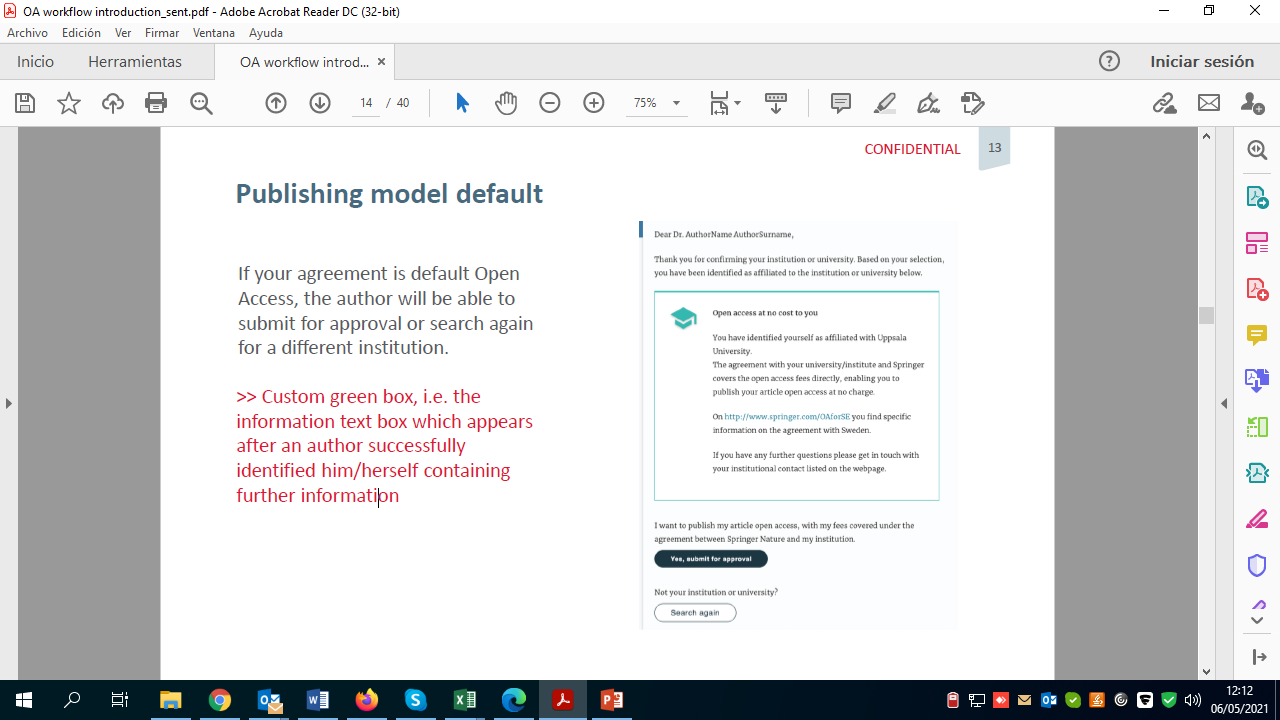 OA workflow introduction_sent.pdf - Adobe Acrobat Reader DC (32-bit)
Archivo Edición Ver Firmar Ventana Ayuda
Inicio Herramientas OA workflow introd... × Iniciar sesión
14 / 40 75%
CONFIDENTIAL 13
Publishing model default
If your agreement is default Open
Access, the author will be able to
submit for approval or search again
for a different institution.
>> Custom green box, i.e. the
information text box which appears
after an author successfully
identified him/herself containing
further information
Dear Dr. AuthorName AuthorSurname,
Thank you for confirming your institution or university. Based on your selection,
you have been identified as affiliated to the institution or university below.
Open access at no cost to you
You have identified yourself as affiliated with Uppsala
University.
The agreement with your university/institute and Springer
covers the open access fees directly, enabling you to
publish your article open access at no charge.
On http://www.springer.com/OAforSE you find specific
information on the agreement with Sweden.
If you have any further questions please get in touch with
your institutional contact listed on the webpage.
I want to publish my article open access, with my fees covered under the
agreement between Springer Nature and my institution.
Yes, submit for approval
Not your institution or university?
Search again
12:12
06/05/2021